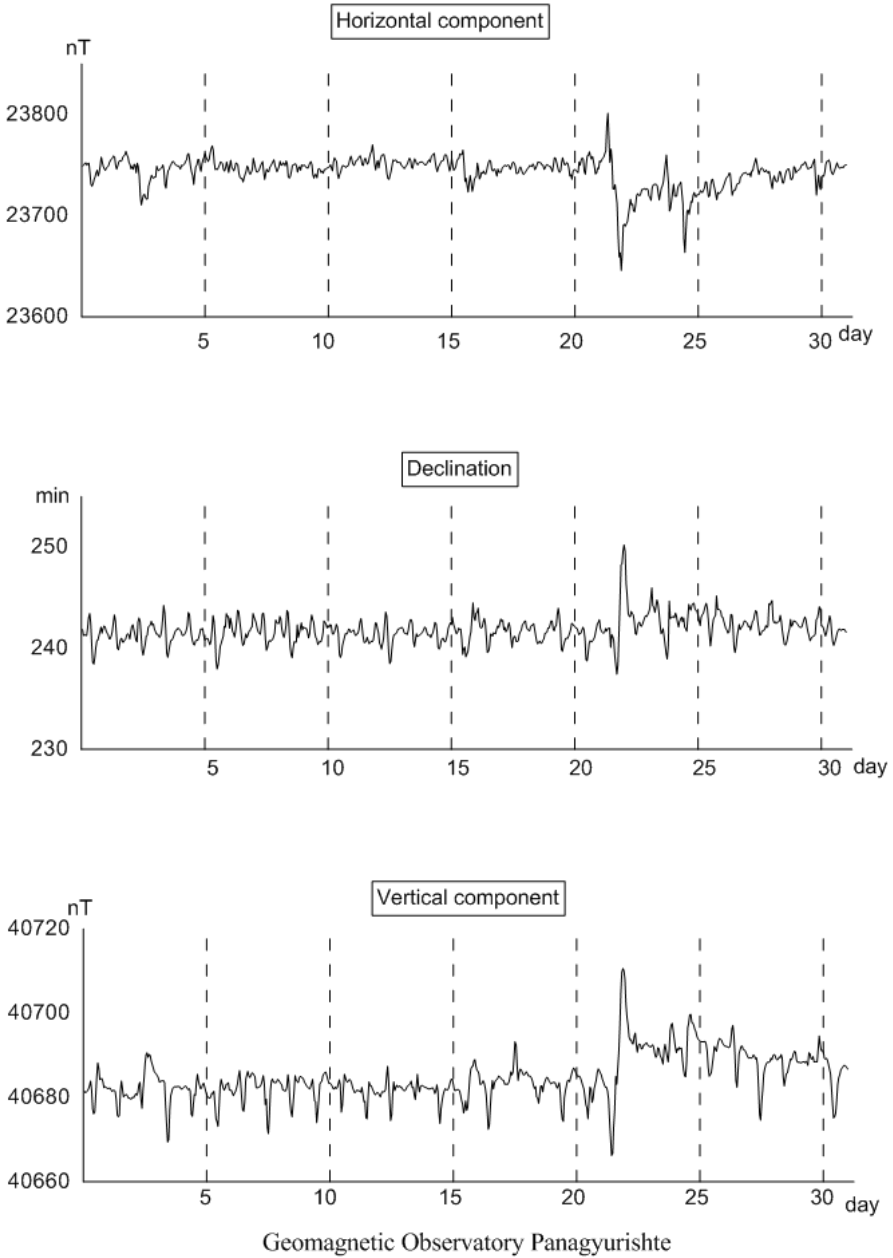 Horizontal component
nT
23800
23700
23600
5 10 15 20 25 30 day
Declination
min
250
240
230
5 10 15 20 25 30 day
Vertical component
nT
40720
40700
40680
40660
5 10 15 20 25 30 day
Geomagnetic Observatory Panagyurishte